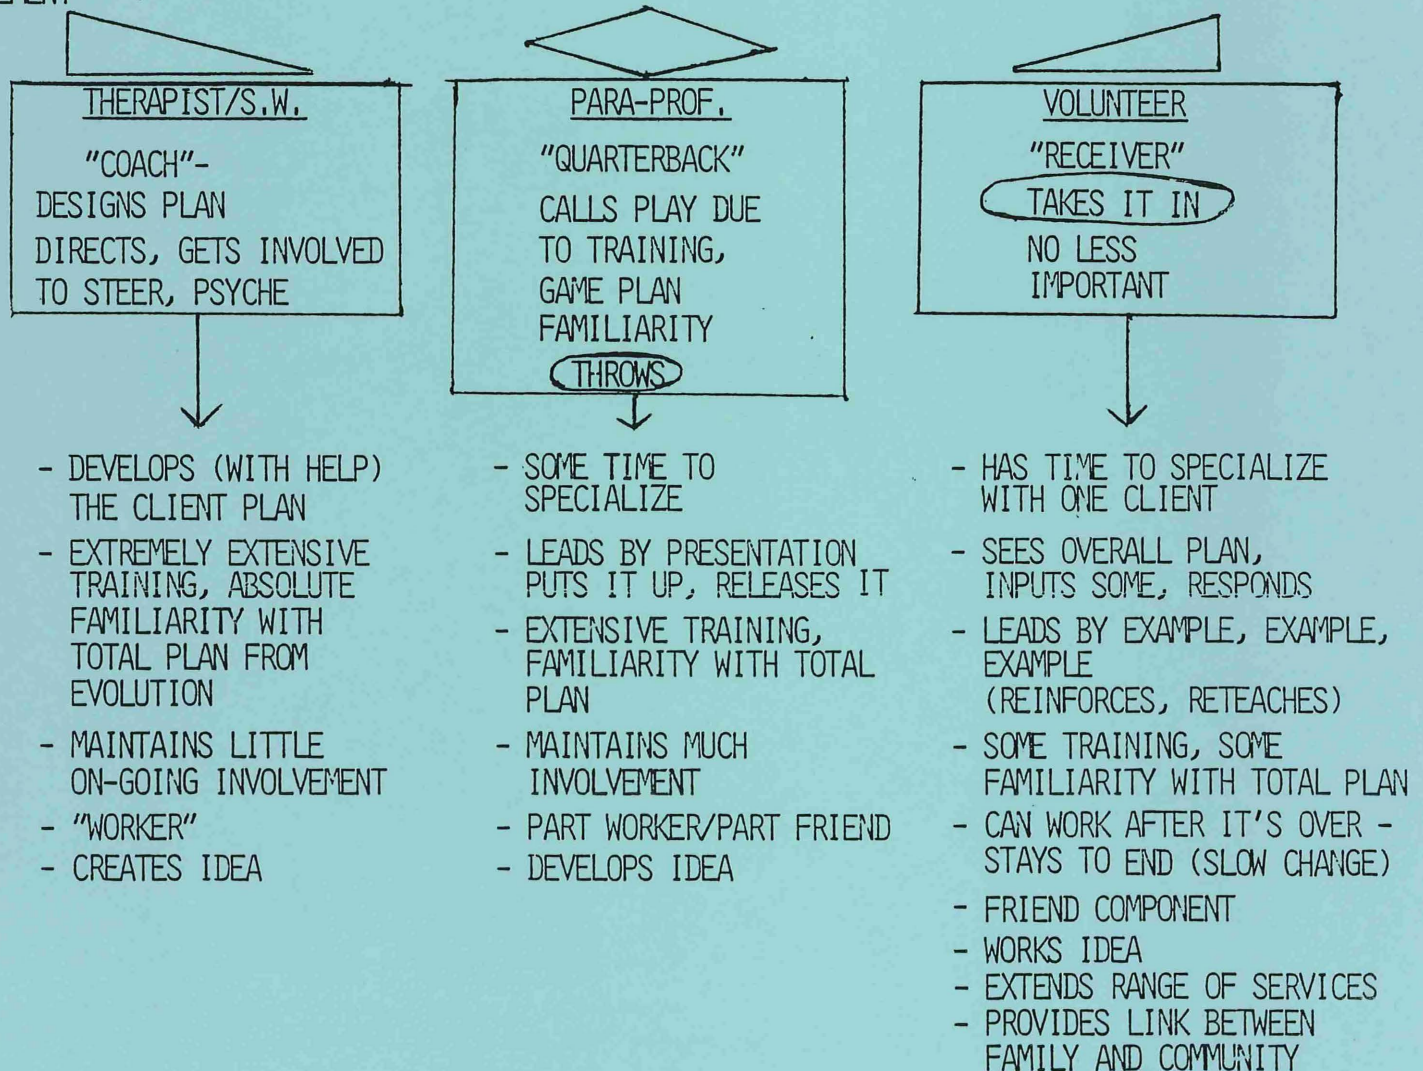 THERAPIST/S.W.
"COACH"-
DESIGNS PLAN
DIRECTS, GETS INVOLVED
TO STEER, PSYCHE
- DEVELOPS (WITH HELP)
THE CLIENT PLAN
- EXTREMELY EXTENSIVE
TRAINING, ABSOLUTE
FAMILIARITY WITH
TOTAL PLAN FROM
EVOLUTION
- MAINTAINS LITTLE
ON-GOING INVOLVEMENT
- "WORKER"
- CREATES IDEA
PARA-PROF.
"QUARTERBACK"
CALLS PLAY DUE
TO TRAINING,
GAME PLAN
FAMILIARITY
THROWS
- SOME TIME TO
SPECIALIZE
- LEADS BY PRESENTATION
PUTS IT UP, RELEASES IT
- EXTENSIVE TRAINING,
FAMILIARITY WITH TOTAL
PLAN
- MAINTAINS MUCH
INVOLVEMENT
- PART WORKER/PART FRIEND
- DEVELOPS IDEA
VOLUNTEER
"RECEIVER"
TAKES IT IN
NO LESS
IMPORTANT
- HAS TIME TO SPECIALIZE
WITH ONE CLIENT
- SEES OVERALL PLAN,
INPUTS SOME, RESPONDS
- LEADS BY EXAMPLE, EXAMPLE,
EXAMPLE
(REINFORCES, RETEACHES)
- SOME TRAINING, SOME
FAMILIARITY WITH TOTAL PLAN
- CAN WORK AFTER IT'S OVER -
STAYS TO END (SLOW CHANGE)
- FRIEND COMPONENT
- WORKS IDEA
- EXTENDS RANGE OF SERVICES
- PROVIDES LINK BETWEEN
FAMILY AND COMMUNITY